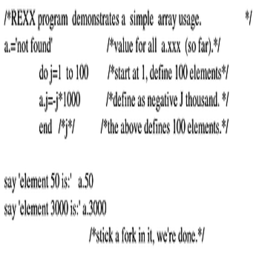 /*REXX program demonstrates a simple array usage. */
a.='not found' /*value for all a.xxx (so far).*/
do j=1 to 100 /*start at 1, define 100 elements*/
a.j=-j*1000 /*define as negative J thousand. */
end /*j*/ /*the above defines 100 elements.*/
say 'element 50 is:' a.50
say 'element 3000 is:' a.3000
/*stick a fork in it, we're done.*/